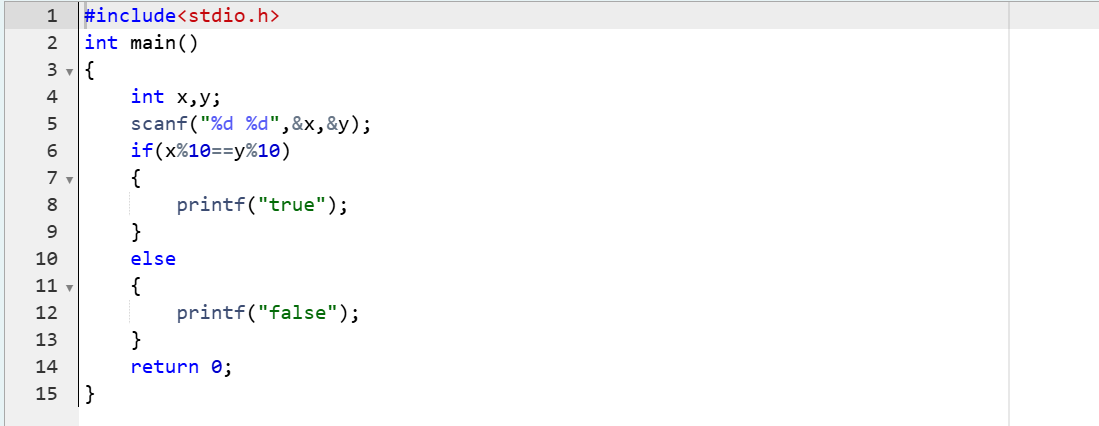 1 #include<stdio.h>
2 int main()
3 {
4     int x,y;
5     scanf("%d %d",&x,&y);
6     if(x%10==y%10)
7     {
8         printf("true");
9     }
10     else
11     {
12         printf("false");
13     }
14     return 0;
15 }